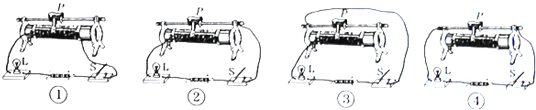 P P P P
L S L S L S L S
① ② ③ ④